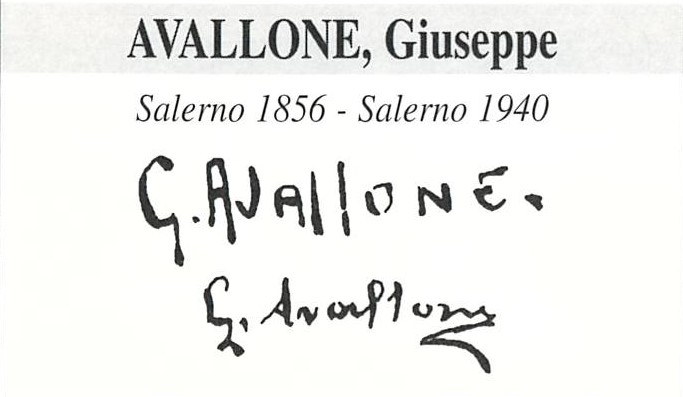 AVALLONE, Giuseppe
Salerno 1856 - Salerno 1940
G. AVALLONE.
G. Avallone